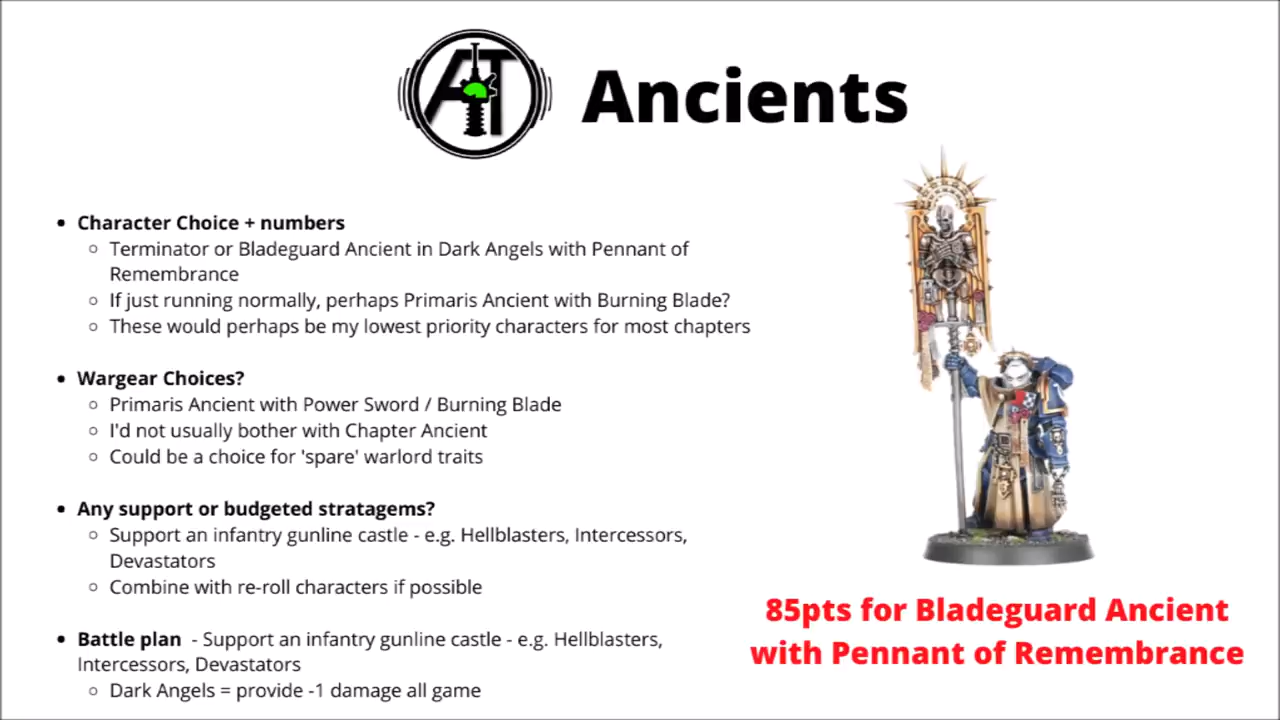 AT
Ancients
• Character Choice + numbers
○ Terminator or Bladeguard Ancient in Dark Angels with Pennant of
Remembrance
○ If just running normally, perhaps Primaris Ancient with Burning Blade?
○ These would perhaps be my lowest priority characters for most chapters
• Wargear Choices?
○ Primaris Ancient with Power Sword / Burning Blade
○ I'd not usually bother with Chapter Ancient
○ Could be a choice for 'spare' warlord traits
• Any support or budgeted stratagems?
○ Support an infantry gunline castle - e.g. Hellblasters, Intercessors,
Devastators
○ Combine with re-roll characters if possible
• Battle plan - Support an infantry gunline castle - e.g. Hellblasters,
Intercessors, Devastators
○ Dark Angels = provide -1 damage all game
85pts for Bladeguard Ancient
with Pennant of Remembrance